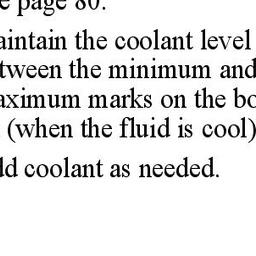 e page 80.
aintain the coolant level
tween the minimum and
aximum marks on the bo
(when the fluid is cool)
dd coolant as needed.